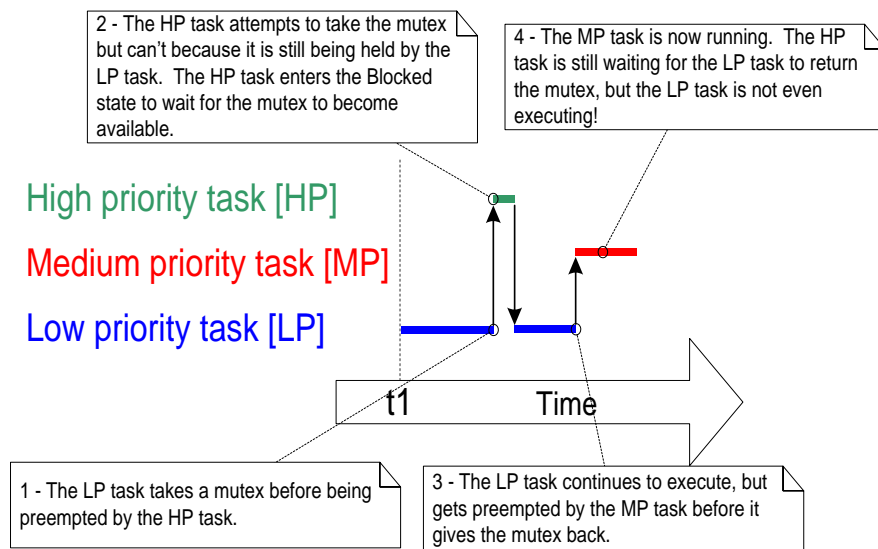 2 - The HP task attempts to take the mutex
but can't because it is still being held by the
LP task. The HP task enters the Blocked
state to wait for the mutex to become
available.
4 - The MP task is now running. The HP
task is still waiting for the LP task to return
the mutex, but the LP task is not even
executing!
High priority task [HP]
Medium priority task [MP]
Low priority task [LP]
t1
Time
1 - The LP task takes a mutex before being
preempted by the HP task.
3 - The LP task continues to execute, but
gets preempted by the MP task before it
gives the mutex back.